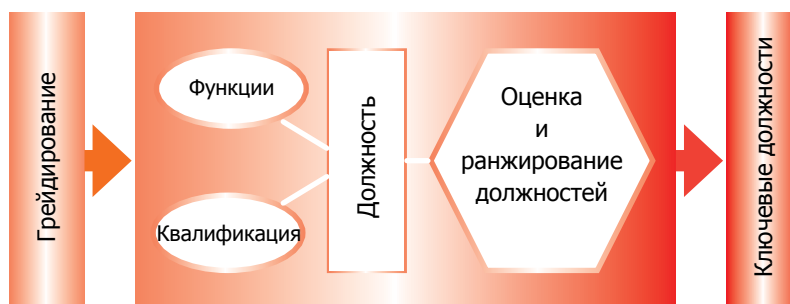 Грейдирование
Функции
Квалификация
Должность
Оценка
и
ранжирование
должностей
Ключевые должности